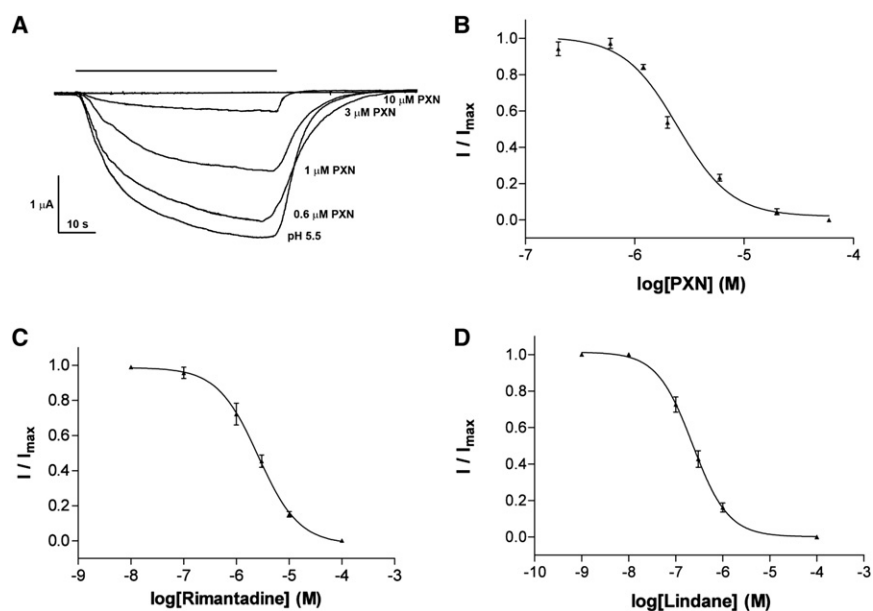 A
10 μM PXN
3 μM PXN
1 μM PXN
0.6 μM PXN
pH 5.5
1 μA
10 s
B
I / Imax
1.0
0.8
0.6
0.4
0.2
0.0
-7 -6 -5 -4
log[PXN] (M)
C
I / Imax
1.0
0.8
0.6
0.4
0.2
0.0
-9 -8 -7 -6 -5 -4 -3
log[Rimantadine] (M)
D
I / Imax
1.0
0.8
0.6
0.4
0.2
0.0
-10 -9 -8 -7 -6 -5 -4 -3
log[Lindane] (M)